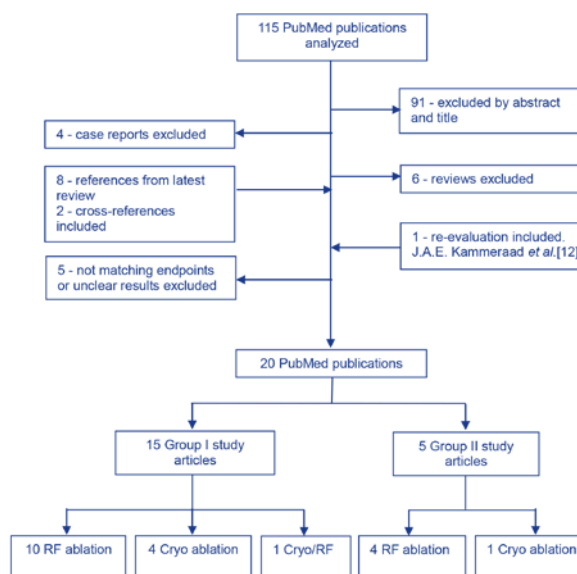 115 PubMed publications
analyzed
91 - excluded by abstract
and title
4 - case reports excluded
8 - references from latest
review
2 - cross-references
included
6 - reviews excluded
1 - re-evaluation included.
J.A.E. Kammeraad et al.[12]
5 - not matching endpoints
or unclear results excluded
20 PubMed publications
15 Group I study
articles
5 Group II study
articles
10 RF ablation
4 Cryo ablation
1 Cryo/RF
4 RF ablation
1 Cryo ablation